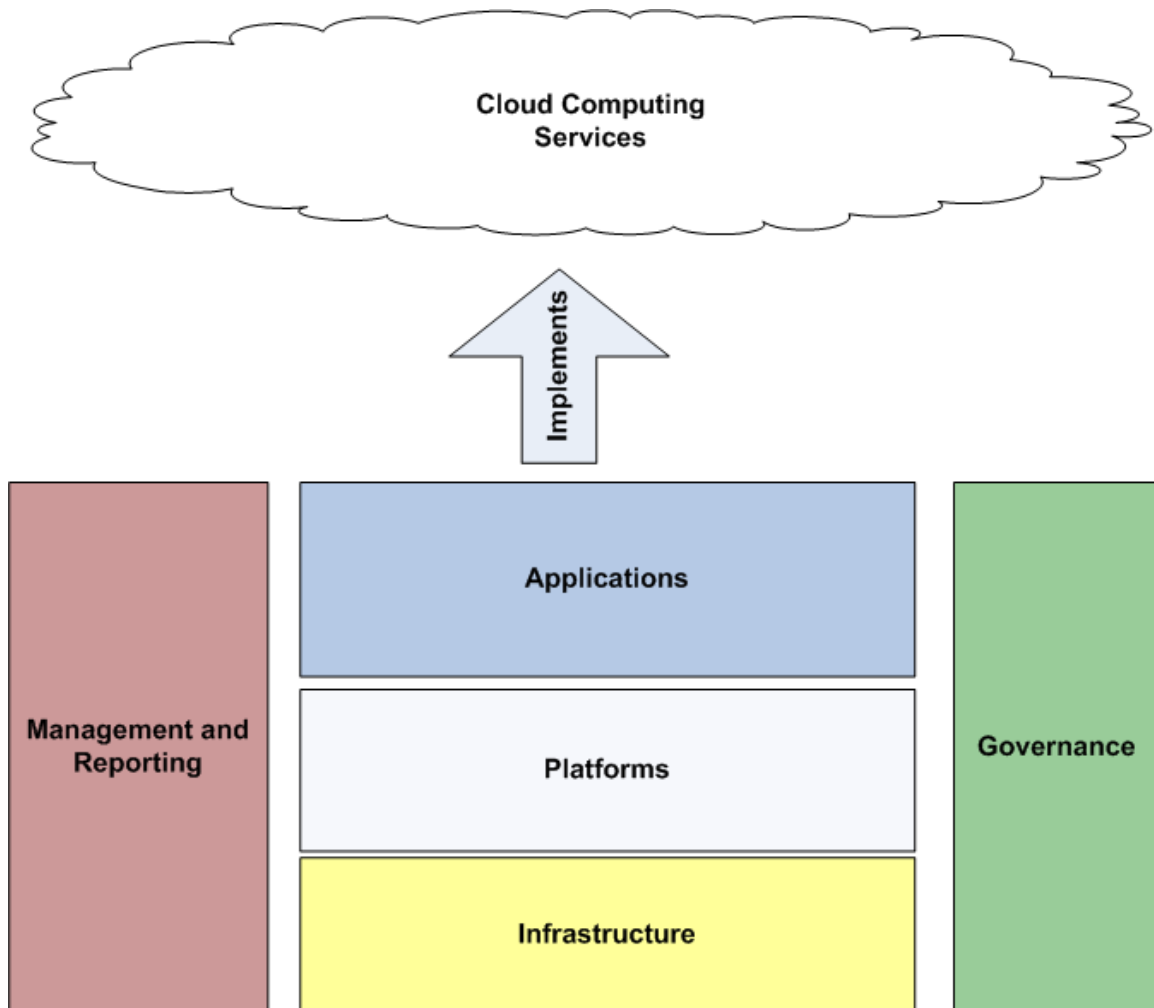 Cloud Computing
Services
Implements
Applications
Management and
Reporting
Platforms
Governance
Infrastructure